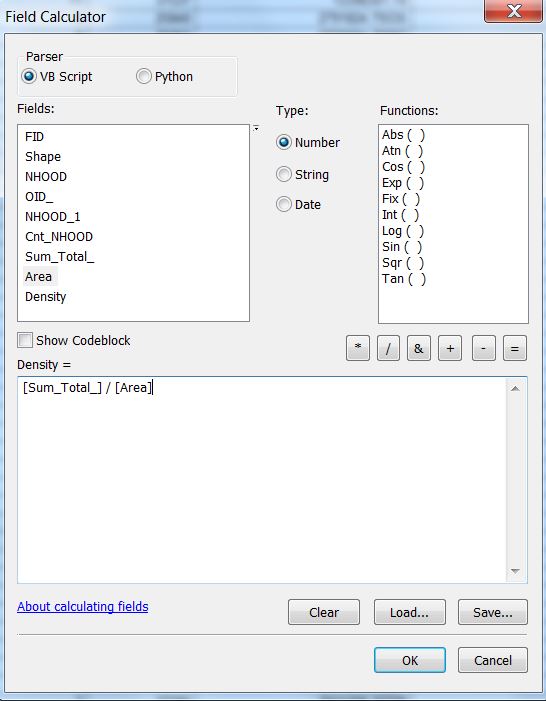 Field Calculator
Parser
VB Script Python
Fields:
FID
Shape
NHOOD
OID_
NHOOD_1
Cnt_NHOOD
Sum_Total_
Area
Density
Type:
Number
String
Date
Functions:
Abs ( )
Atn ( )
Cos ( )
Exp ( )
Fix ( )
Int ( )
Log ( )
Sin ( )
Sqr ( )
Tan ( )
Show Codeblock
* / & + - =
Density =
[Sum_Total_] / [Area]
About calculating fields
Clear Load... Save...
OK Cancel